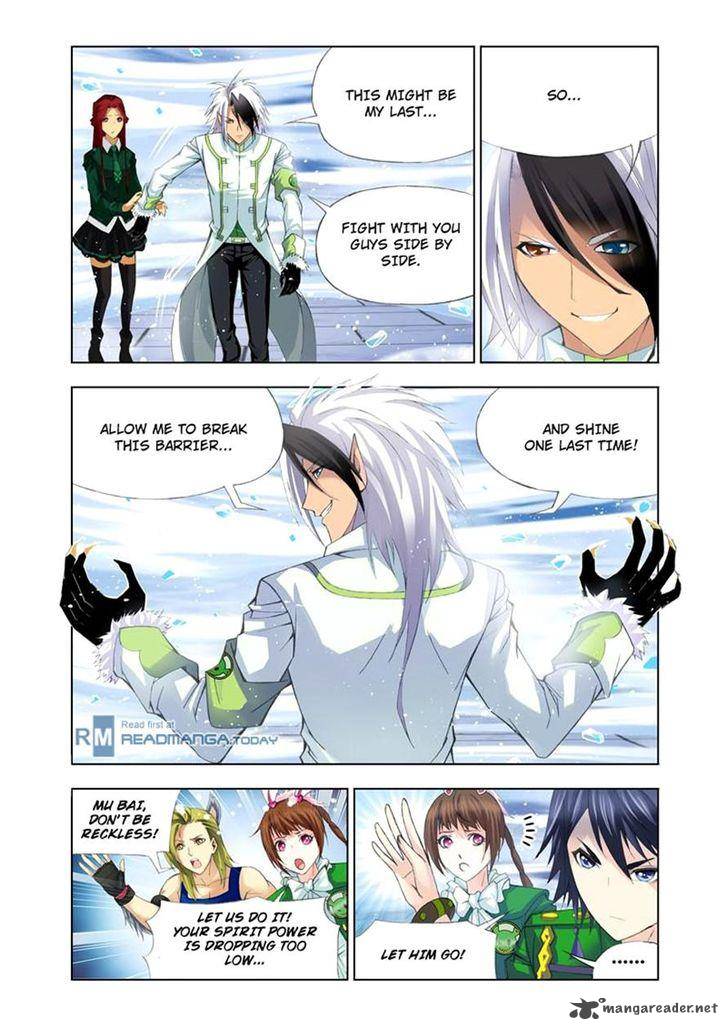 THIS MIGHT BE
MY LAST...
FIGHT WITH YOU
GUYS SIDE BY
SIDE.
SO...
ALLOW ME TO BREAK
THIS BARRIER...
AND SHINE
ONE LAST TIME!
RM
Read first at
READMANGA.TODAY
MU BAI,
DON'T BE
RECKLESS!
LET US DO IT!
YOUR SPIRIT POWER
IS DROPPING TOO
LOW...
LET HIM GO!
......
mangareader.net